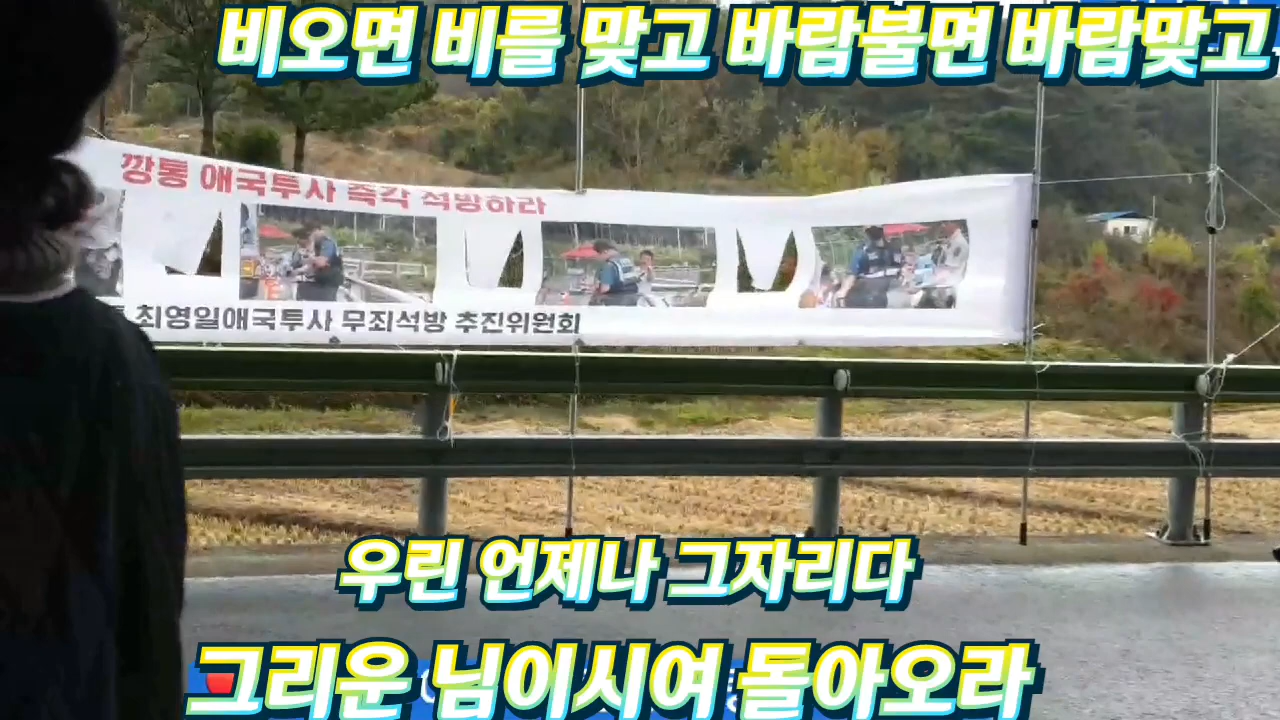 비오면 비를 맞고 바람불면 바람맞고
깡통 애국투사 즉각 석방하라
최영일애국투사 무죄석방 추진위원회
우린 언제나 그자리다
그리운 님이시여 돌아오라